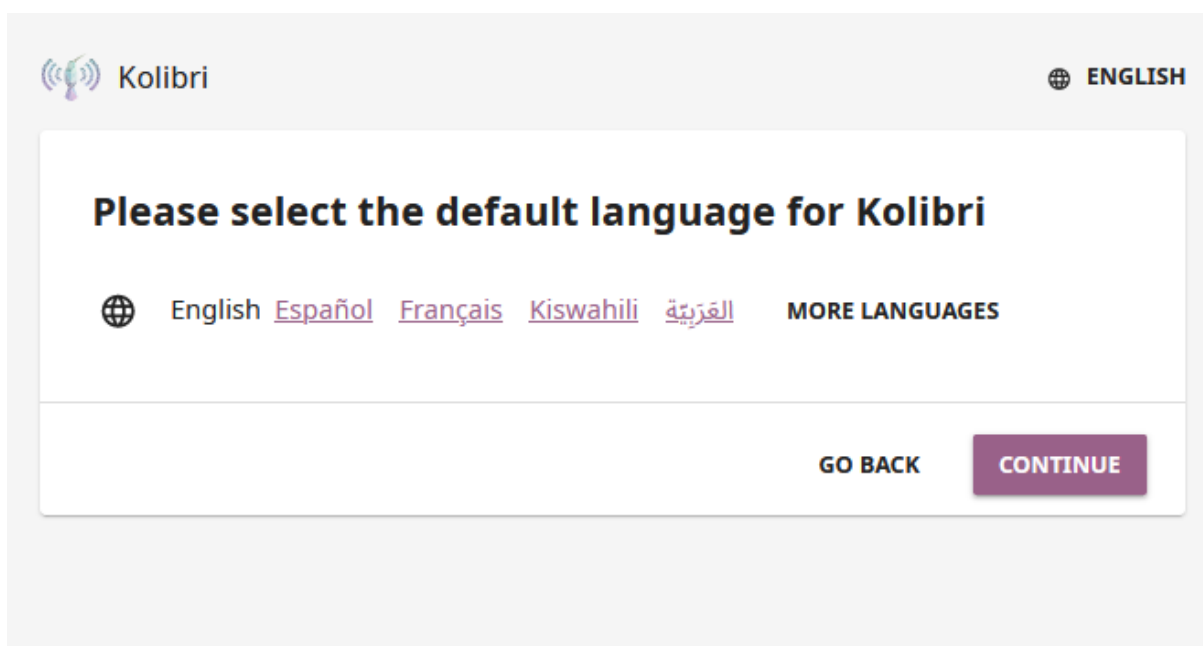 Kolibri
ENGLISH
Please select the default language for Kolibri
English Español Français Kiswahili العَرَبِيّة MORE LANGUAGES
GO BACK CONTINUE